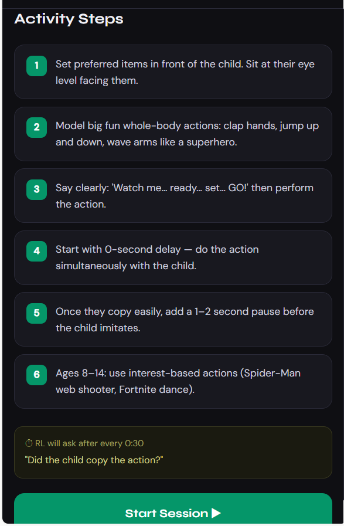 Activity Steps
1 Set preferred items in front of the child. Sit at their eye
level facing them.
2 Model big fun whole-body actions: clap hands, jump up
and down, wave arms like a superhero.
3 Say clearly: 'Watch me... ready... set... GO!' then perform
the action.
4 Start with 0-second delay — do the action
simultaneously with the child.
5 Once they copy easily, add a 1–2 second pause before
the child imitates.
6 Ages 8–14: use interest-based actions (Spider-Man
web shooter, Fortnite dance).
⏱ RL will ask after every 0:30
"Did the child copy the action?"
Start Session ▶